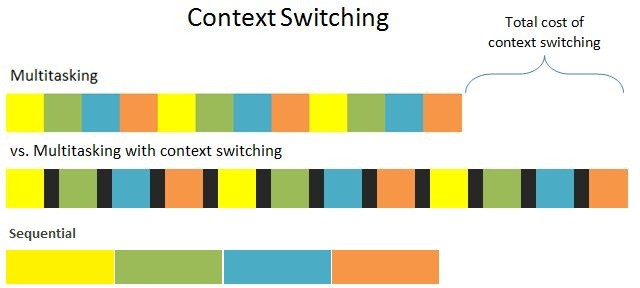 Context Switching
Total cost of
context switching
Multitasking
vs. Multitasking with context switching
Sequential